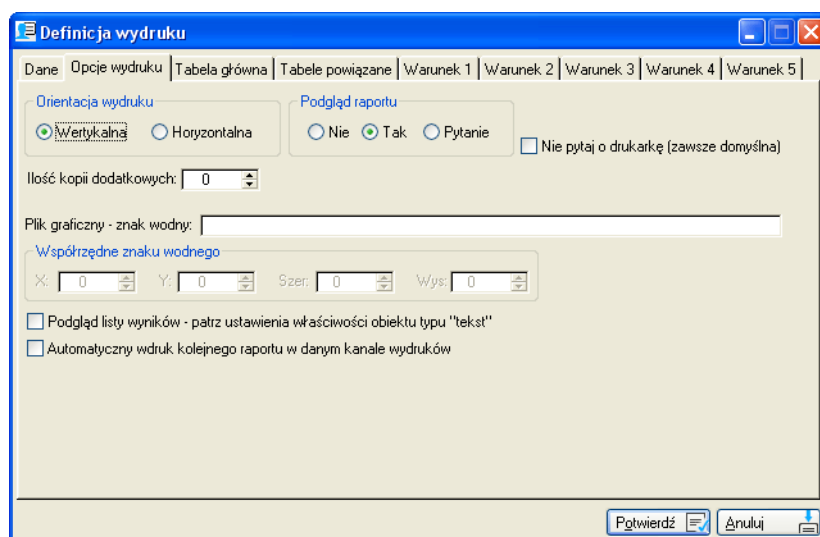 Definicja wydruku
Dane Opcje wydruku Tabela główna Tabele powiązane Warunek 1 Warunek 2 Warunek 3 Warunek 4 Warunek 5
Orientacja wydruku Podgląd raportu
Wertykalna Horyzontalna Nie Tak Pytanie
Nie pytaj o drukarkę (zawsze domyślna)
Ilość kopii dodatkowych: 0
Plik graficzny - znak wodny:
Współrzędne znaku wodnego
X: 0 Y: 0 Szer: 0 Wys: 0
Podgląd listy wyników - patrz ustawienia właściwości obiektu typu "tekst"
Automatyczny wdruk kolejnego raportu w danym kanale wydruków
Potwierdź Anuluj